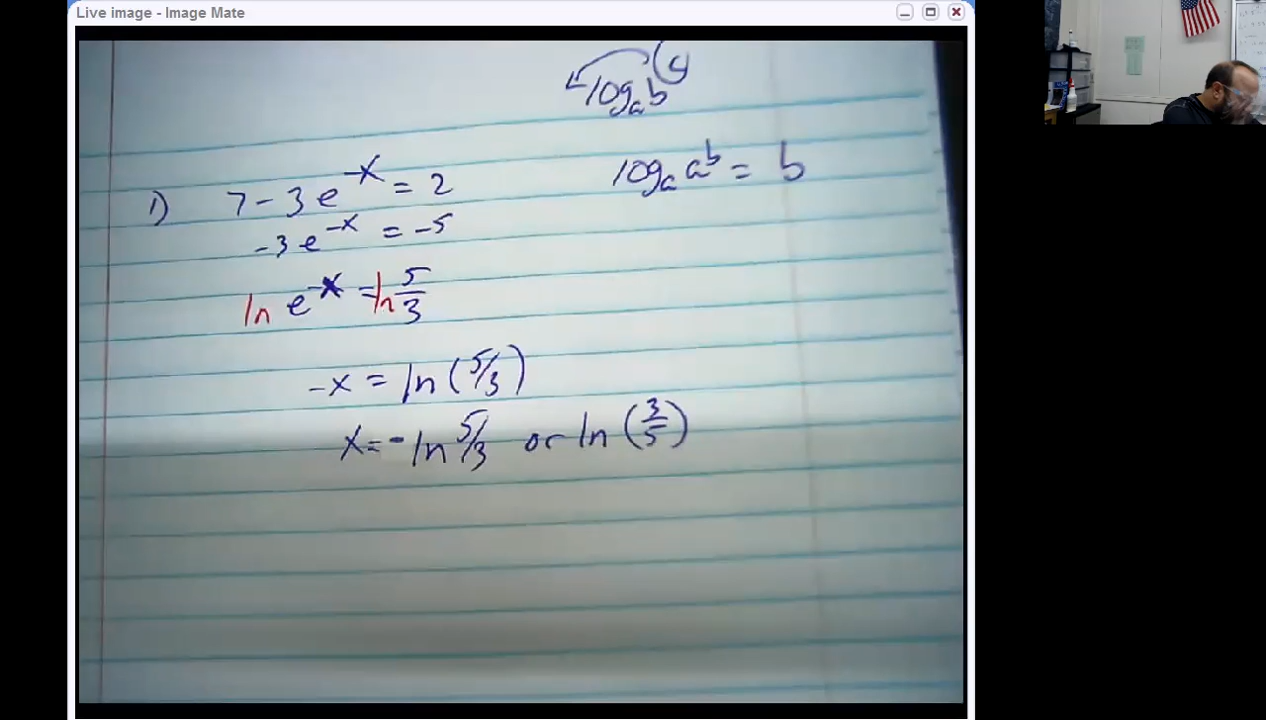 Live image - Image Mate
log_a b^c
log_a a^b = b
1) 7 - 3e^{-x} = 2
-3e^{-x} = -5
ln e^{-x} = ln 5/3
-x = ln (5/3)
x = - ln 5/3 or ln (3/5)